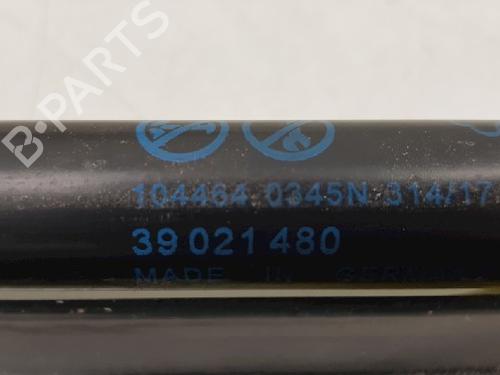 B-PARTS
104464 0345N 314/17
39 021 480
MADE IN GERMANY